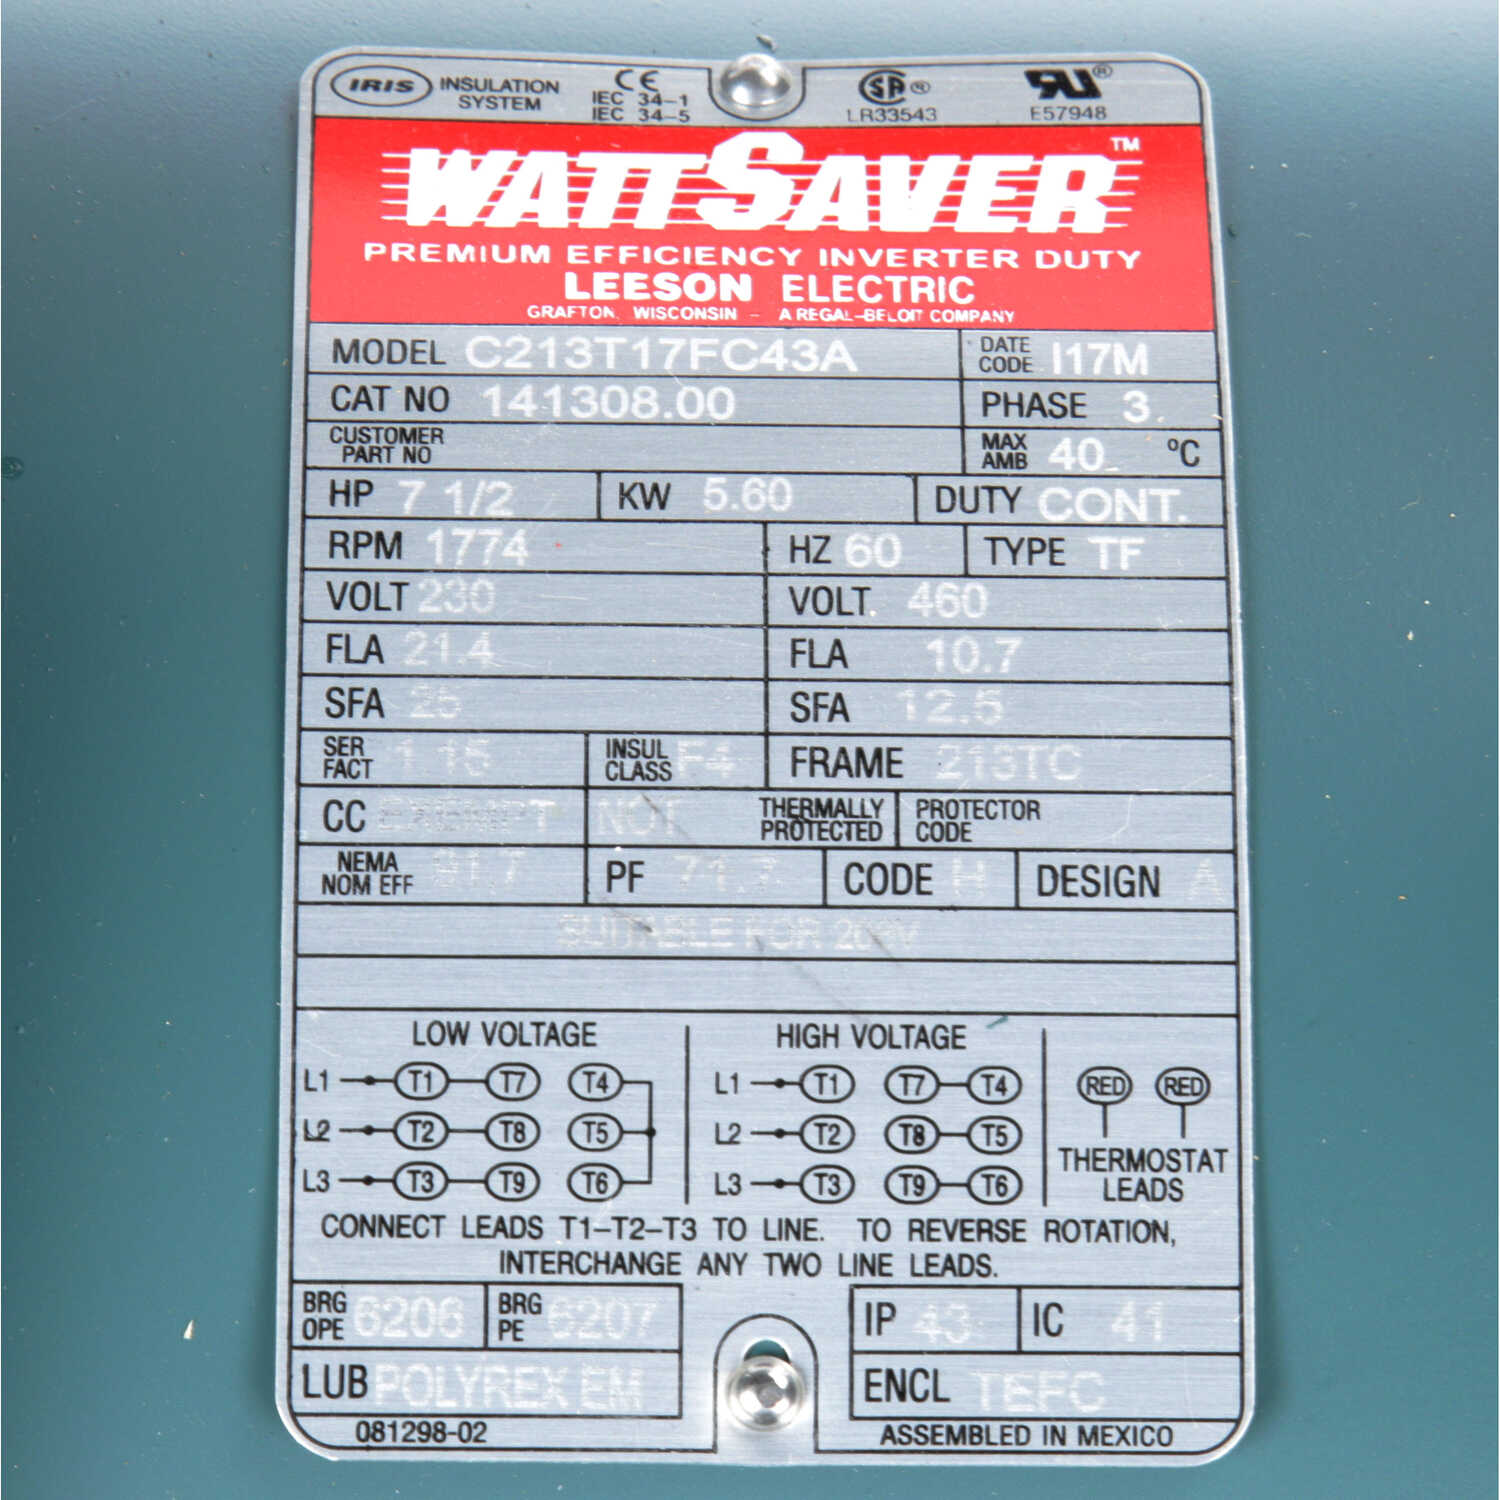 IRIS INSULATION SYSTEM
CE IEC 34-1 IEC 34-5
SA ® LR33543
UR ® E57948
WATTSAVER ™
PREMIUM EFFICIENCY INVERTER DUTY
LEESON ELECTRIC
GRAFTON, WISCONSIN - A REGAL-BELOIT COMPANY
MODEL C213T17FC43A DATE CODE I17M
CAT NO 141308.00 PHASE 3
CUSTOMER PART NO MAX AMB 40 °C
HP 7 1/2 KW 5.60 DUTY CONT.
RPM 1774 HZ 60 TYPE TF
VOLT 230 VOLT 460
FLA 21.4 FLA 10.7
SFA 25 SFA 12.5
SER FACT 1.15 INSUL CLASS F4 FRAME 213TC
CC EXEMPT NOT THERMALLY PROTECTED PROTECTOR CODE
NEMA NOM EFF 91.7 PF 71.7 CODE H DESIGN A
SUITABLE FOR 208V
LOW VOLTAGE HIGH VOLTAGE
L1 T1 T7 T4 L1 T1 T7 T4 RED RED
L2 T2 T8 T5 L2 T2 T8 T5
L3 T3 T9 T6 L3 T3 T9 T6 THERMOSTAT LEADS
CONNECT LEADS T1-T2-T3 TO LINE. TO REVERSE ROTATION,
INTERCHANGE ANY TWO LINE LEADS.
BRG OPE 6206 BRG PE 6207 IP 43 IC 41
LUB POLYREX EM ENCL TEFC
081298-02 ASSEMBLED IN MEXICO